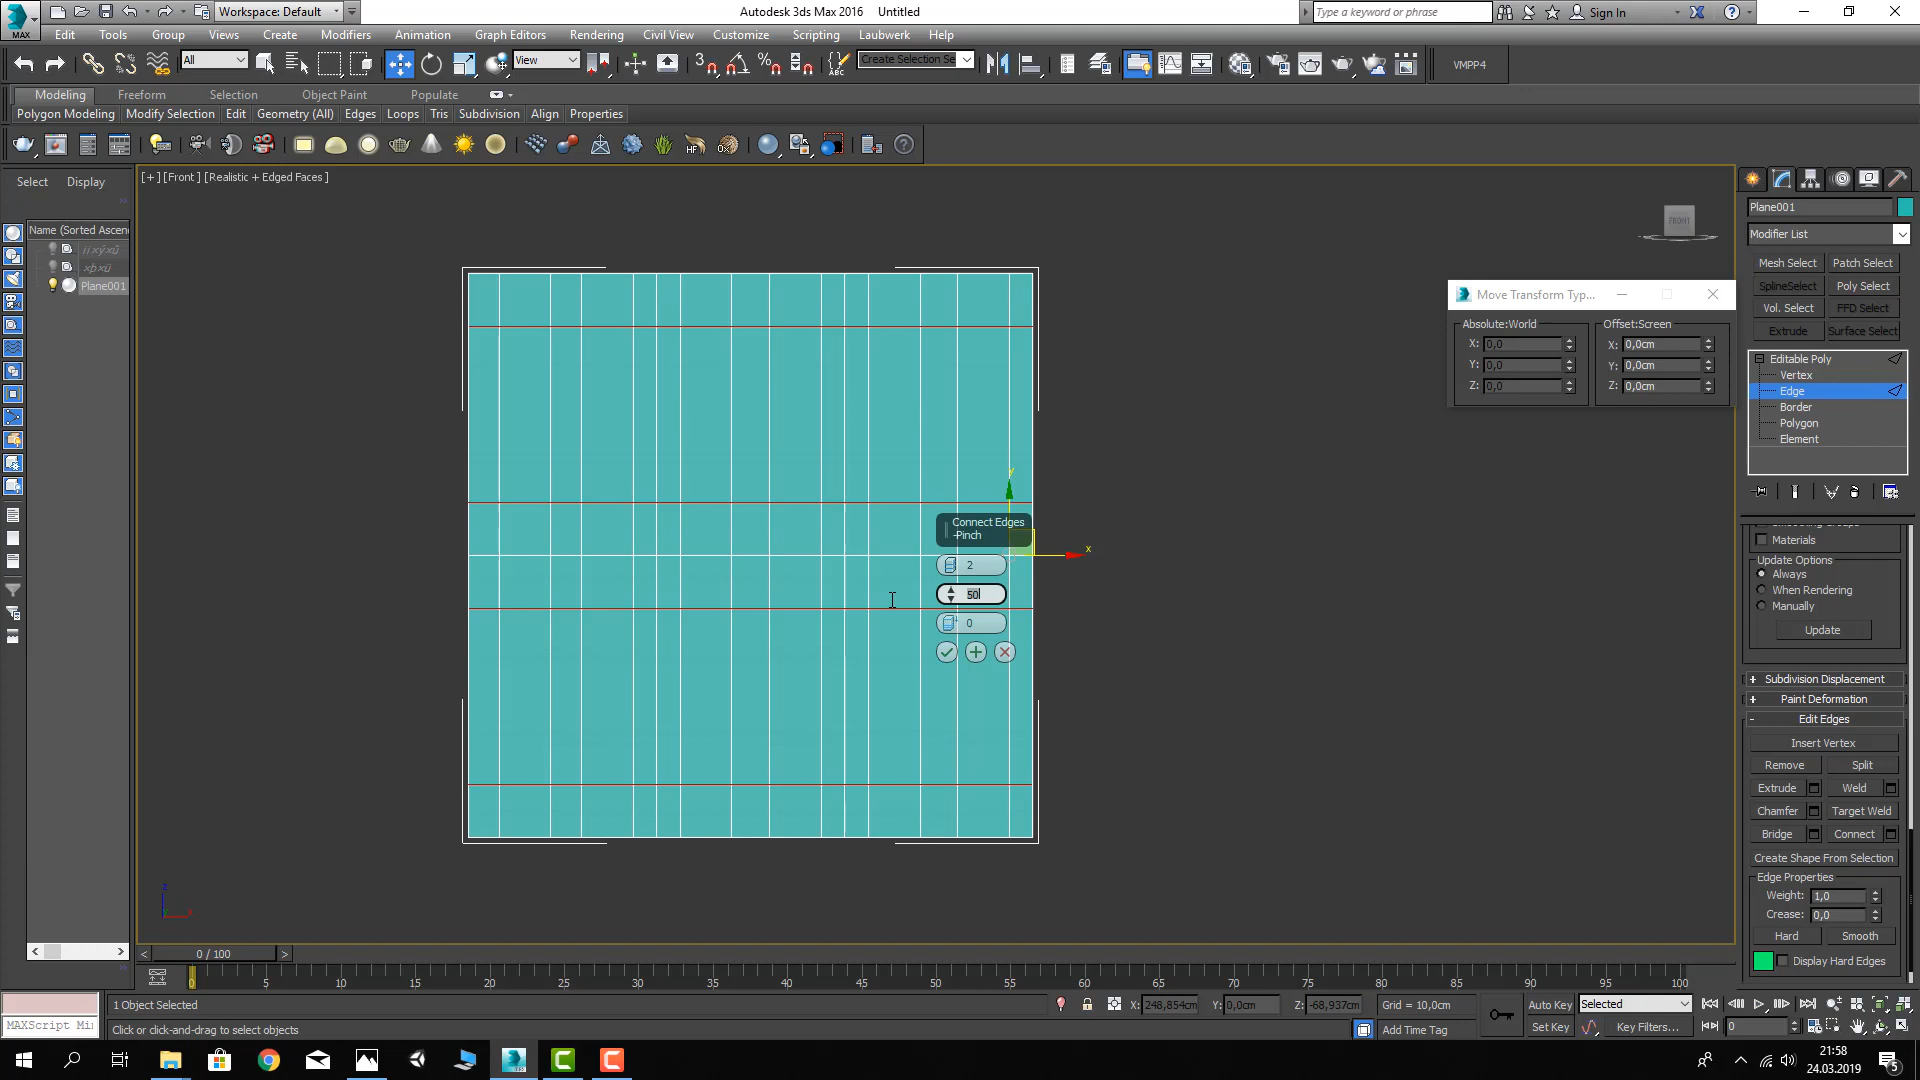 Workspace: Default
Autodesk 3ds Max 2016 Untitled
Type a keyword or phrase
Sign In
MAX
Edit Tools Group Views Create Modifiers Animation Graph Editors Rendering Civil View Customize Scripting Laubwerk Help
All
View
3
ABC
Create Selection Se
VMPP4
Modeling Freeform Selection Object Paint Populate
Polygon Modeling Modify Selection Edit Geometry (All) Edges Loops Tris Subdivision Align Properties
HF
Select Display
[+] [Front] [Realistic + Edged Faces]
FRONT
Name (Sorted Ascen
Plane001
Plane001
Modifier List
Mesh Select Patch Select
SplineSelect Poly Select
Vol. Select FFD Select
Extrude Surface Select
Move Transform Typ...
Absolute:World Offset:Screen
X: 0,0 X: 0,0cm
Y: 0,0 Y: 0,0cm
Z: 0,0 Z: 0,0cm
Editable Poly
Vertex
Edge
Border
Polygon
Element
y
x
Connect Edges
-Pinch
2
50
0
Materials
Update Options
Always
When Rendering
Manually
Update
+ Subdivision Displacement
+ Paint Deformation
- Edit Edges
Insert Vertex
Remove Split
Extrude Weld
Chamfer Target Weld
Bridge Connect
Create Shape From Selection
Edge Properties
Weight: 1,0
Crease: 0,0
Hard Smooth
Display Hard Edges
z
x
< 0 / 100 >
0 5 10 15 20 25 30 35 40 45 50 55 60 65 70 75 80 85 90 95 100
1 Object Selected
X: 248,854cm Y: 0,0cm Z: -68,937cm Grid = 10,0cm
Auto Key Selected
MAXScript Mi
Click or click-and-drag to select objects
Add Time Tag
Set Key Key Filters... 0
21:58
24.03.2019
5